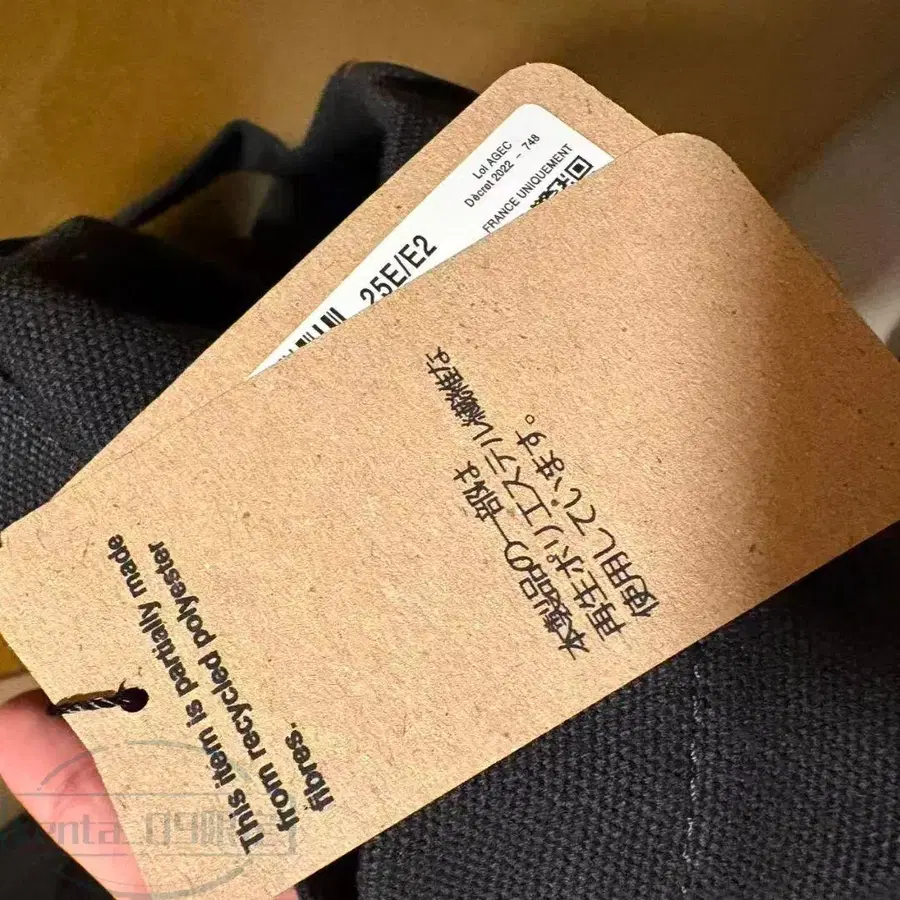 Loi AGEC
Décret 2022 - 748
FRANCE UNIQUEMENT
25E/E2
本製品の一部は
再生ポリエステル繊維を
使用しています。
This item is partially made
from recycled polyester
fibres.